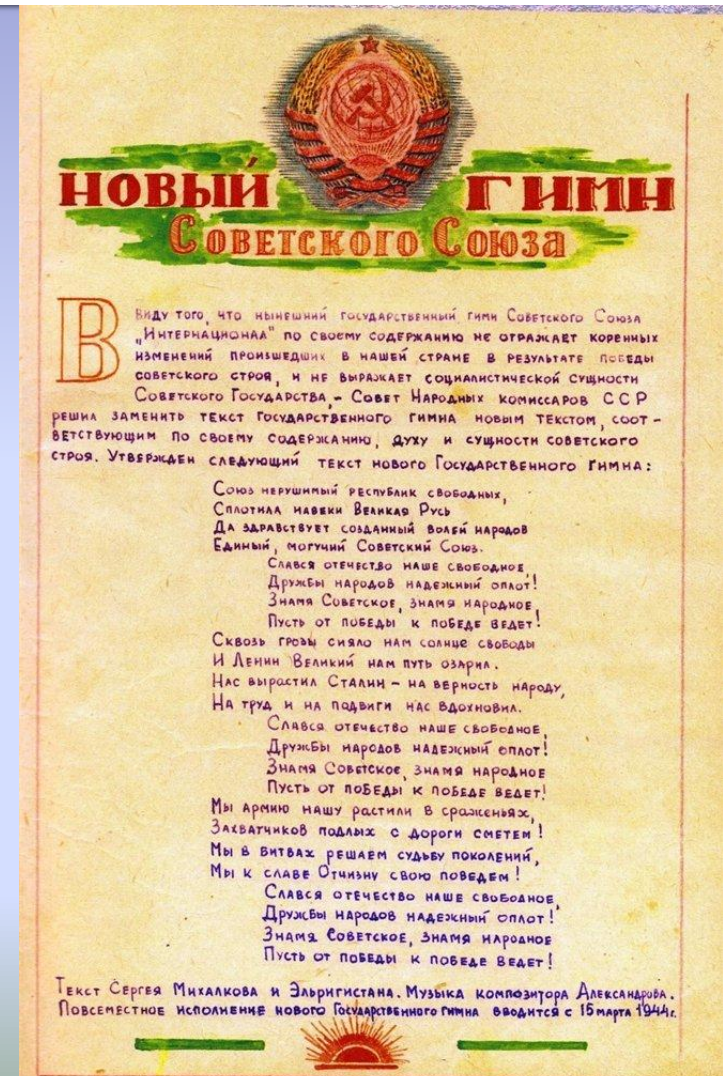 НОВЫЙ ГИМН
СОВЕТСКОГО СОЮЗА
ВВИДУ ТОГО, ЧТО НЫНЕШНИЙ ГОСУДАРСТВЕННЫЙ ГИМН СОВЕТСКОГО СОЮЗА
„ИНТЕРНАЦИОНАЛ" ПО СВОЕМУ СОДЕРЖАНИЮ НЕ ОТРАЖАЕТ КОРЕННЫХ
ИЗМЕНЕНИЙ ПРОИЗШЕДШИХ В НАШЕЙ СТРАНЕ В РЕЗУЛЬТАТЕ ПОБЕДЫ
СОВЕТСКОГО СТРОЯ, И НЕ ВЫРАЖАЕТ СОЦИАЛИСТИЧЕСКОЙ СУЩНОСТИ
СОВЕТСКОГО ГОСУДАРСТВА, – СОВЕТ НАРОДНЫХ КОМИССАРОВ СССР
РЕШИЛ ЗАМЕНИТЬ ТЕКСТ ГОСУДАРСТВЕННОГО ГИМНА НОВЫМ ТЕКСТОМ, СООТ-
ВЕТСТВУЮЩИМ ПО СВОЕМУ СОДЕРЖАНИЮ, ДУХУ И СУЩНОСТИ СОВЕТСКОГО
СТРОЯ. УТВЕРЖДЕН СЛЕДУЮЩИЙ ТЕКСТ НОВОГО ГОСУДАРСТВЕННОГО ГИМНА:
СОЮЗ НЕРУШИМЫЙ РЕСПУБЛИК СВОБОДНЫХ,
СПЛОТИЛА НАВЕКИ ВЕЛИКАЯ РУСЬ
ДА ЗДРАВСТВУЕТ СОЗДАННЫЙ ВОЛЕЙ НАРОДОВ
ЕДИНЫЙ, МОГУЧИЙ СОВЕТСКИЙ СОЮЗ.
СЛАВСЯ ОТЕЧЕСТВО НАШЕ СВОБОДНОЕ,
ДРУЖБЫ НАРОДОВ НАДЕЖНЫЙ ОПЛОТ!
ЗНАМЯ СОВЕТСКОЕ, ЗНАМЯ НАРОДНОЕ,
ПУСТЬ ОТ ПОБЕДЫ К ПОБЕДЕ ВЕДЕТ!
СКВОЗЬ ГРОЗЫ СИЯЛО НАМ СОЛНЦЕ СВОБОДЫ
И ЛЕНИН ВЕЛИКИЙ НАМ ПУТЬ ОЗАРИЛ.
НАС ВЫРАСТИЛ СТАЛИН – НА ВЕРНОСТЬ НАРОДУ,
НА ТРУД И НА ПОДВИГИ НАС ВДОХНОВИЛ.
СЛАВСЯ ОТЕЧЕСТВО НАШЕ СВОБОДНОЕ,
ДРУЖБЫ НАРОДОВ НАДЕЖНЫЙ ОПЛОТ!
ЗНАМЯ СОВЕТСКОЕ, ЗНАМЯ НАРОДНОЕ
ПУСТЬ ОТ ПОБЕДЫ К ПОБЕДЕ ВЕДЕТ!
МЫ АРМИЮ НАШУ РАСТИЛИ В СРАЖЕНЬЯХ,
ЗАХВАТЧИКОВ ПОДЛЫХ С ДОРОГИ СМЕТЕМ!
МЫ В БИТВАХ РЕШАЕМ СУДЬБУ ПОКОЛЕНИЙ,
МЫ К СЛАВЕ ОТЧИЗНУ СВОЮ ПОВЕДЕМ!
СЛАВСЯ ОТЕЧЕСТВО НАШЕ СВОБОДНОЕ,
ДРУЖБЫ НАРОДОВ НАДЕЖНЫЙ ОПЛОТ!
ЗНАМЯ СОВЕТСКОЕ, ЗНАМЯ НАРОДНОЕ
ПУСТЬ ОТ ПОБЕДЫ К ПОБЕДЕ ВЕДЕТ!
ТЕКСТ СЕРГЕЯ МИХАЛКОВА И ЭЛЬРИГИСТАНА. МУЗЫКА КОМПОЗИТОРА АЛЕКСАНДРОВА.
ПОВСЕМЕСТНОЕ ИСПОЛНЕНИЕ НОВОГО ГОСУДАРСТВЕННОГО ГИМНА ВВОДИТСЯ С 15 МАРТА 1944г.